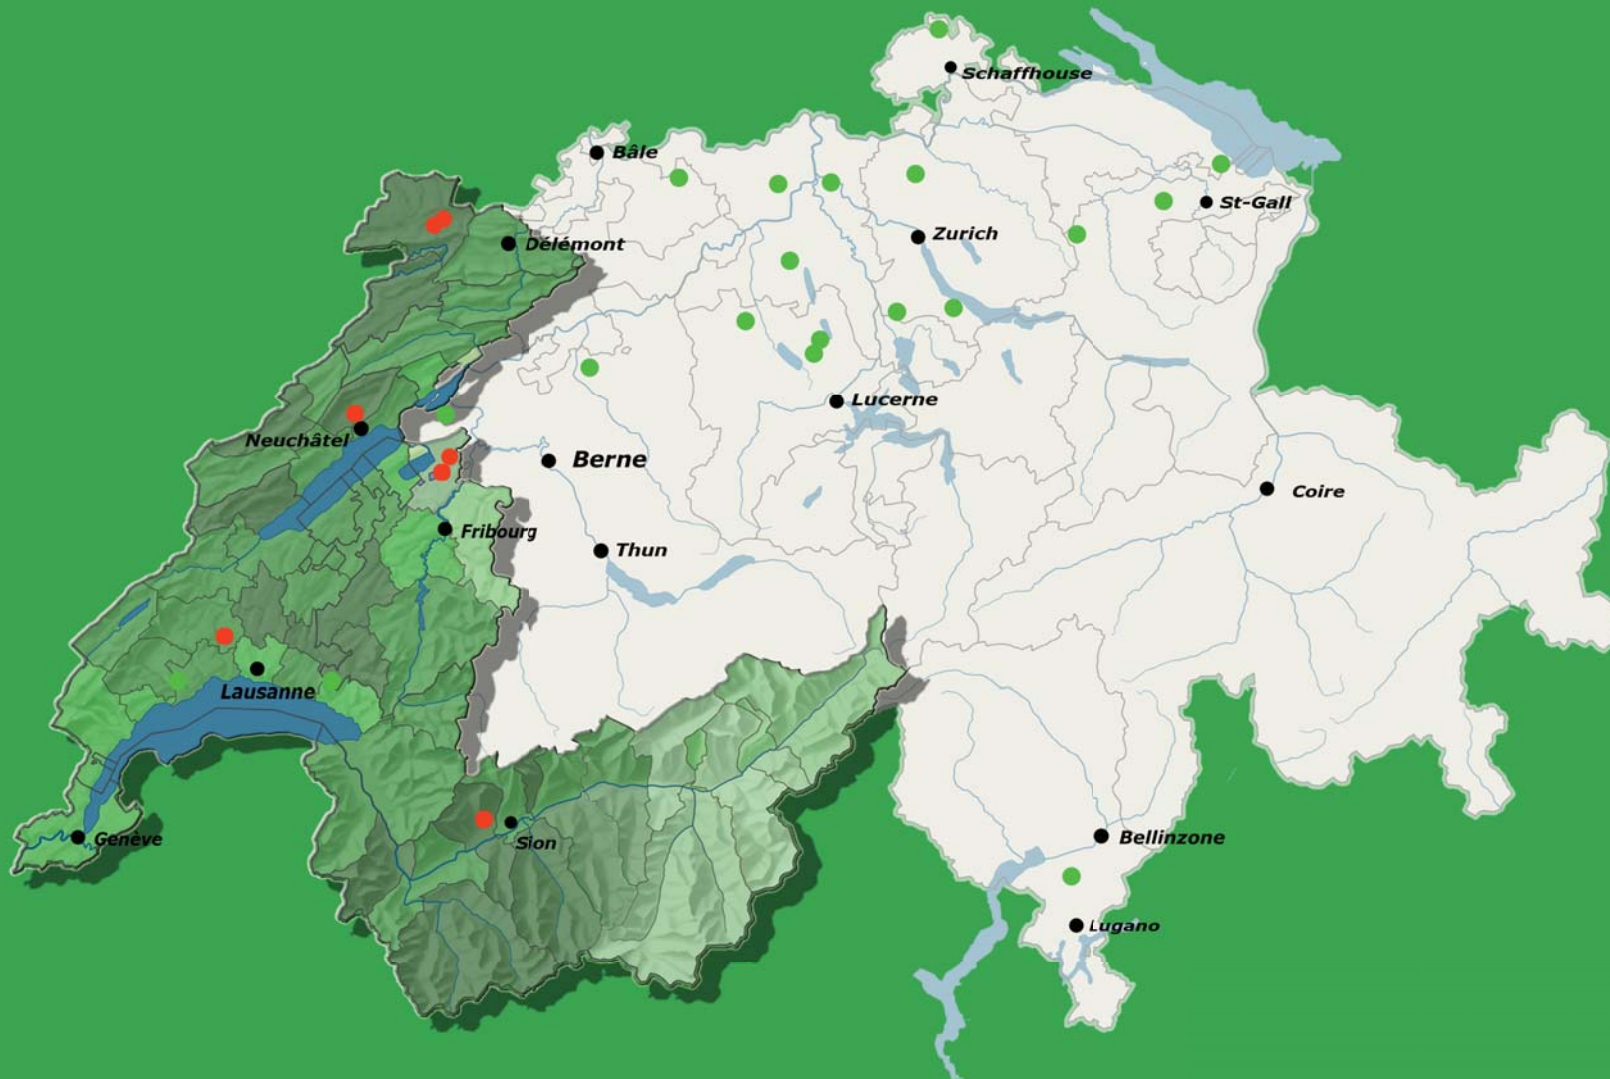 Schaffhouse
Bâle
St-Gall
Zurich
Délémont
Lucerne
Neuchâtel
Berne
Coire
Fribourg
Thun
Lausanne
Genève
Sion
Bellinzone
Lugano